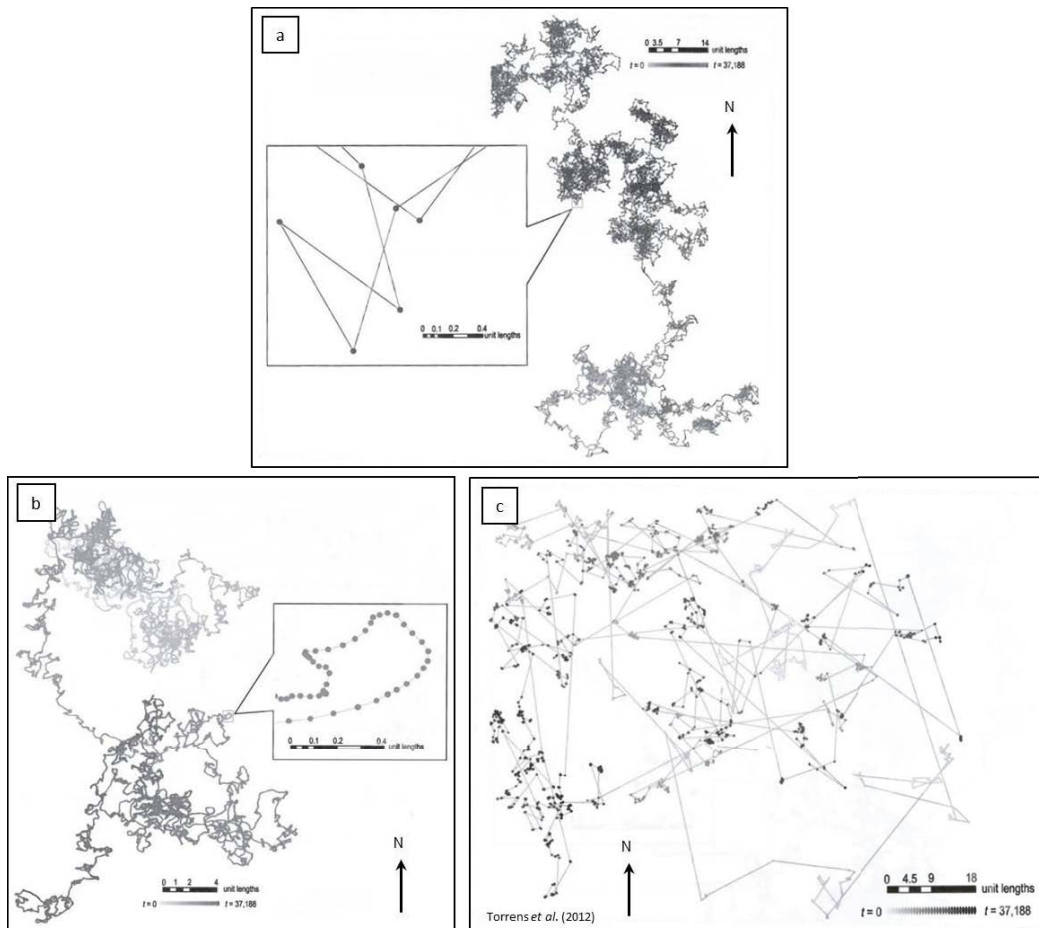 a
0 3.5 7 14 unit lengths
t = 0 t = 37,188
N
0 0.1 0.2 0.4 unit lengths
b
0 0.1 0.2 0.4 unit lengths
N
0 1 2 4 unit lengths
t = 0 t = 37,188
c
N
0 4.5 9 18 unit lengths
t = 0 t = 37,188
Torrens et al. (2012)